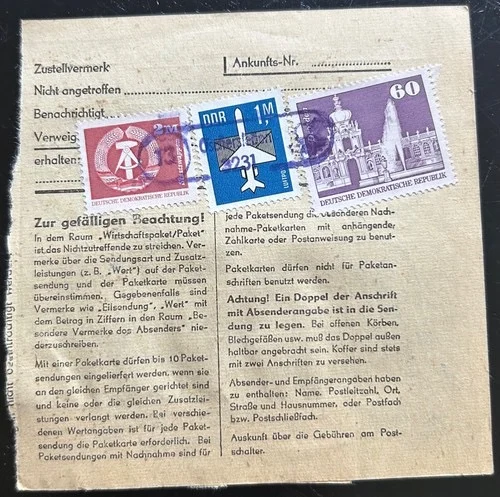 Zustellvermerk
Ankunfts-Nr.
Nicht angetroffen
Benachrichtigt
Verweig
erhalten:
2M
DEUTSCHE DEMOKRATISCHE REPUBLIK
DDR 1M
LUFTPOST
60
DEUTSCHE DEMOKRATISCHE REPUBLIK
4231
Zur gefälligen Beachtung!
In dem Raum „Wirtschaftspaket/Paket"
ist das Nichtzutreffende zu streichen. Ver-
merke über die Sendungsart und Zusatz-
leistungen (z. B. „Wert") auf der Paket-
sendung und der Paketkarte müssen
übereinstimmen. Gegebenenfalls sind
Vermerke wie „Eilsendung", „Wert" mit
dem Betrag in Ziffern in den Raum „Be-
sondere Vermerke des Absenders" nie-
derzuschreiben.
Mit einer Paketkarte dürfen bis 10 Paket-
sendungen eingeliefert werden, wenn sie
an den gleichen Empfänger gerichtet sind
und keine oder die gleichen Zusatzlei-
stungen verlangt werden. Bei verschie-
denen Wertangaben ist für jede Paket-
sendung die Paketkarte erforderlich. Bei
Paketsendungen mit Nachnahme sind für
jede Paketsendung die besonderen Nach-
nahme-Paketkarten mit anhängender
Zahlkarte oder Postanweisung zu benut-
zen.
Paketkarten dürfen nicht für Paketan-
schriften benutzt werden.
Achtung! Ein Doppel der Anschrift
mit Absenderangabe ist in die Sen-
dung zu legen. Bei offenen Körben,
Blechgefäßen usw. muß das Doppel außen
haltbar angebracht sein. Koffer sind stets
mit zwei Anschriften zu versehen.
Absender- und Empfängerangaben haben
zu enthalten: Name, Postleitzahl, Ort,
Straße und Hausnummer, oder Postfach
bzw. Postschließfach.
Auskunft über die Gebühren am Post-
schalter.